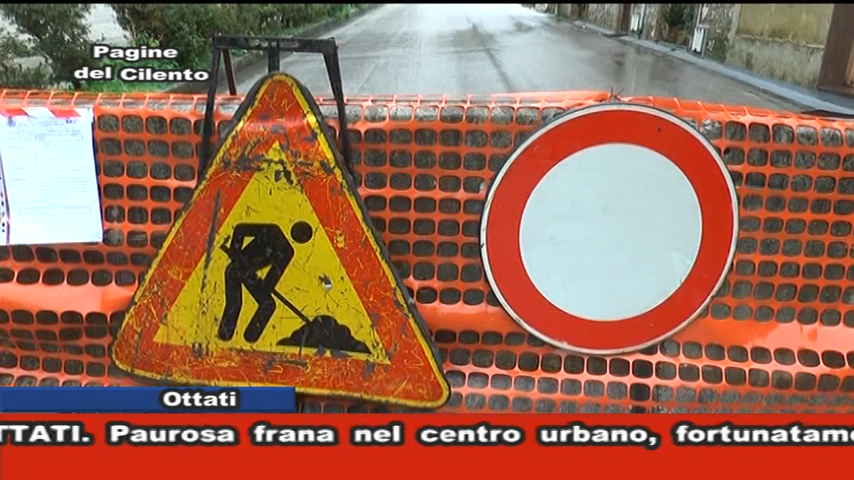 Pagine
del Cilento
Ottati
TTATI. Paurosa frana nel centro urbano, fortunatam